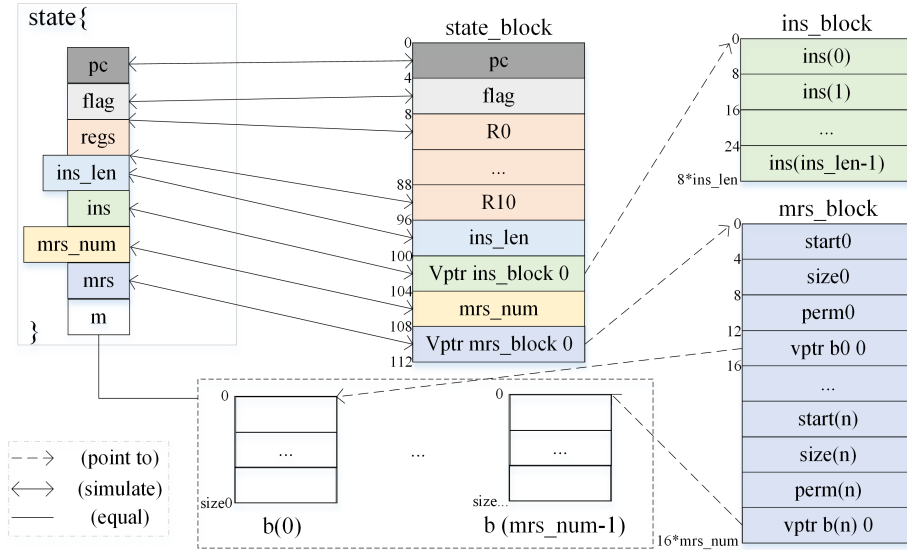 state{
pc
flag
regs
ins_len
ins
mrs_num
mrs
m
}
state_block
0
pc
4
flag
8
R0
...
88
R10
96
ins_len
100
Vptr ins_block 0
104
mrs_num
108
Vptr mrs_block 0
112
ins_block
0
ins(0)
8
ins(1)
16
...
24
ins(ins_len-1)
8*ins_len
mrs_block
0
start0
4
size0
8
perm0
12
vptr b0 0
16
...
start(n)
size(n)
perm(n)
vptr b(n) 0
16*mrs_num
0
...
size0
b(0)
...
0
...
size...
b (mrs_num-1)
(point to)
(simulate)
(equal)